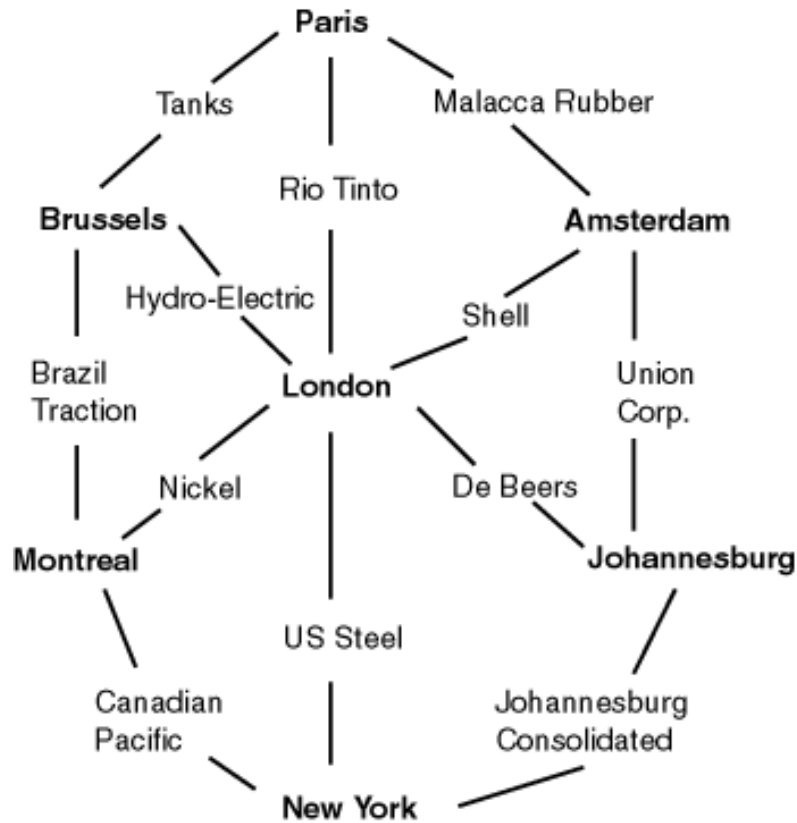 Paris
Tanks
Malacca Rubber
Rio Tinto
Brussels
Amsterdam
Hydro-Electric
Shell
London
Brazil
Traction
Union
Corp.
Nickel
De Beers
Montreal
Johannesburg
US Steel
Canadian
Pacific
Johannesburg
Consolidated
New York